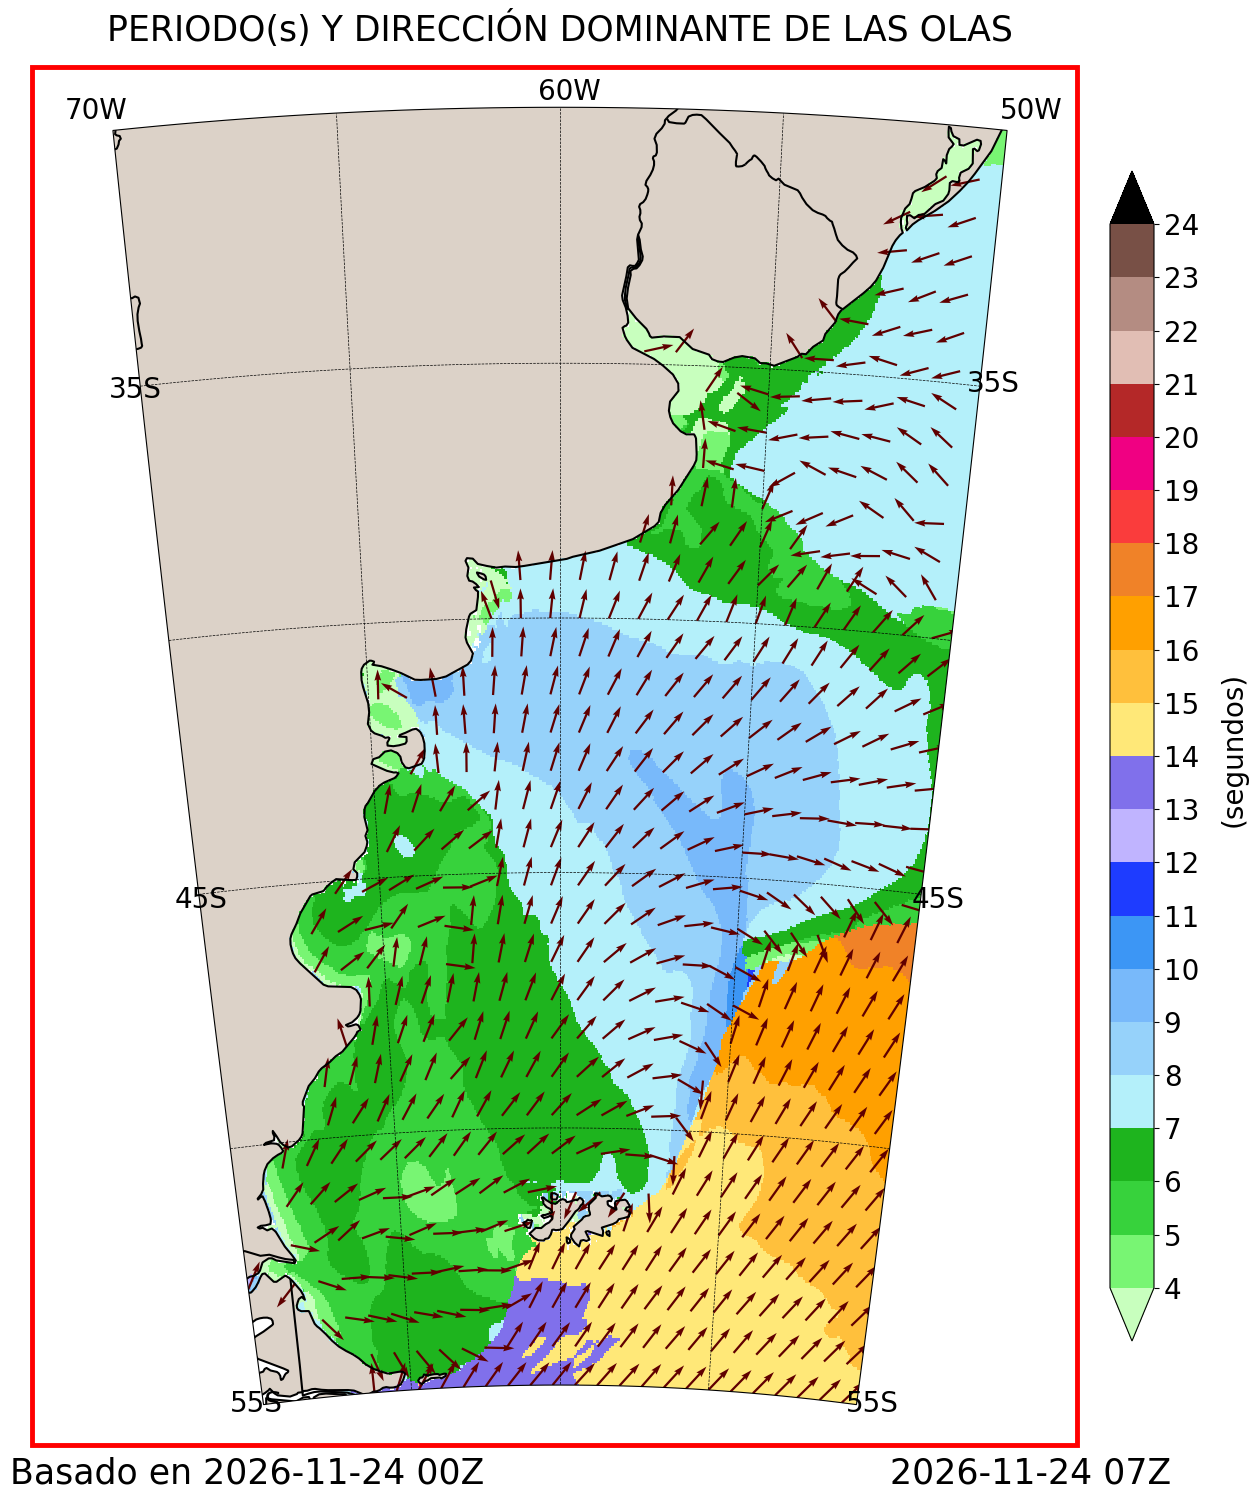 PERIODO(s) Y DIRECCIÓN DOMINANTE DE LAS OLAS
70W
60W
50W
35S
35S
45S
45S
55S
55S
24
23
22
21
20
19
18
17
16
15
14
13
12
11
10
9
8
7
6
5
4
(segundos)
Basado en 2026-11-24 00Z
2026-11-24 07Z